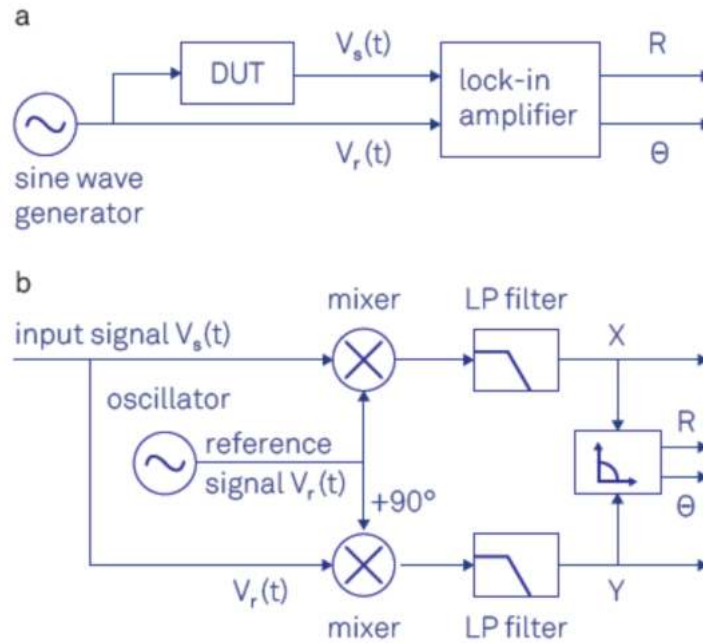 a
DUT
V_s(t)
V_r(t)
lock-in
amplifier
R
Θ
sine wave
generator
b
mixer
LP filter
input signal V_s(t)
X
oscillator
reference
signal V_r(t)
+90°
R
Θ
V_r(t)
mixer
LP filter
Y